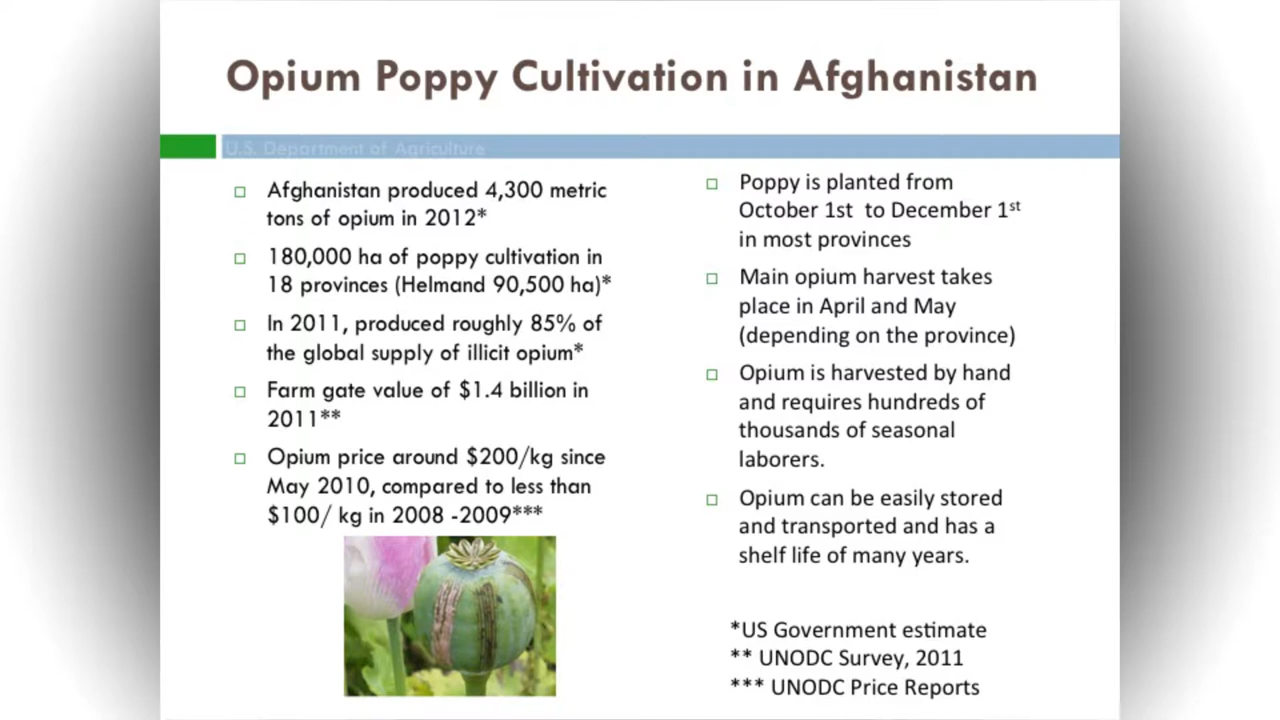 Opium Poppy Cultivation in Afghanistan
U.S. Department of Agriculture
Afghanistan produced 4,300 metric
tons of opium in 2012*
180,000 ha of poppy cultivation in
18 provinces (Helmand 90,500 ha)*
In 2011, produced roughly 85% of
the global supply of illicit opium*
Farm gate value of $1.4 billion in
2011**
Opium price around $200/kg since
May 2010, compared to less than
$100/ kg in 2008 -2009***
Poppy is planted from
October 1st  to December 1st
in most provinces
Main opium harvest takes
place in April and May
(depending on the province)
Opium is harvested by hand
and requires hundreds of
thousands of seasonal
laborers.
Opium can be easily stored
and transported and has a
shelf life of many years.
*US Government estimate
** UNODC Survey, 2011
*** UNODC Price Reports